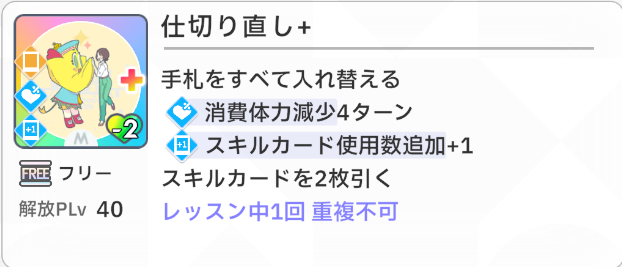 仕切り直し+
手札をすべて入れ替える
消費体力減少4ターン
+1 スキルカード使用数追加+1
スキルカードを2枚引く
レッスン中1回 重複不可
+1
-2
M
FREE フリー
解放PLv 40